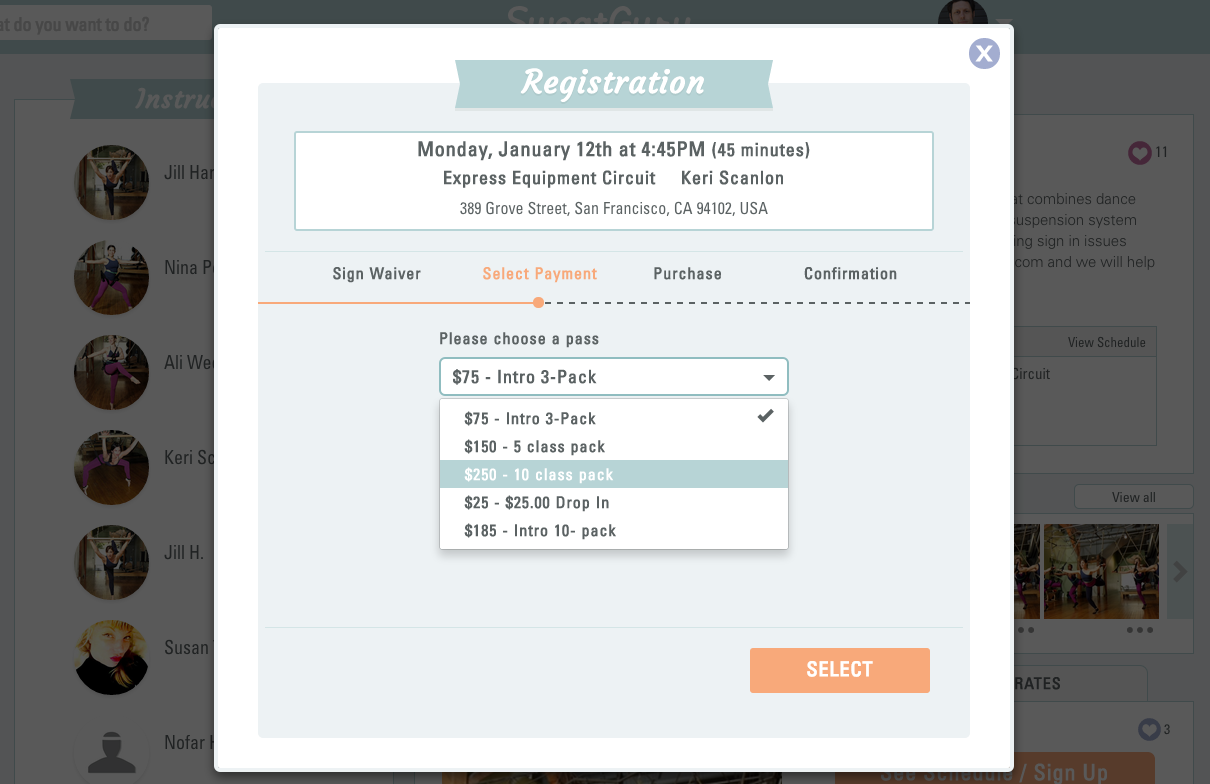 at do you want to do?
SweatGuru
Registration
Monday, January 12th at 4:45PM (45 minutes)
Express Equipment Circuit Keri Scanlon
389 Grove Street, San Francisco, CA 94102, USA
Sign Waiver Select Payment Purchase Confirmation
Please choose a pass
$75 - Intro 3-Pack
$75 - Intro 3-Pack
$150 - 5 class pack
$250 - 10 class pack
$25 - $25.00 Drop In
$185 - Intro 10- pack
SELECT
X
Instruc
Jill Har
Nina P
Ali Wee
Keri Sc
Jill H.
Susan
Nofar H
11
at combines dance
suspension system
ing sign in issues
com and we will help
View Schedule
Circuit
View all
RATES
3
See Schedule / Sign Up